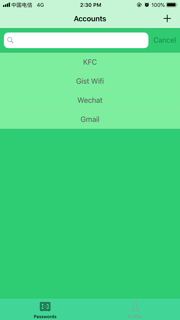 中国电信 4G 2:30 PM 100%
Accounts
Cancel
KFC
Gist Wifi
Wechat
Gmail
Passwords